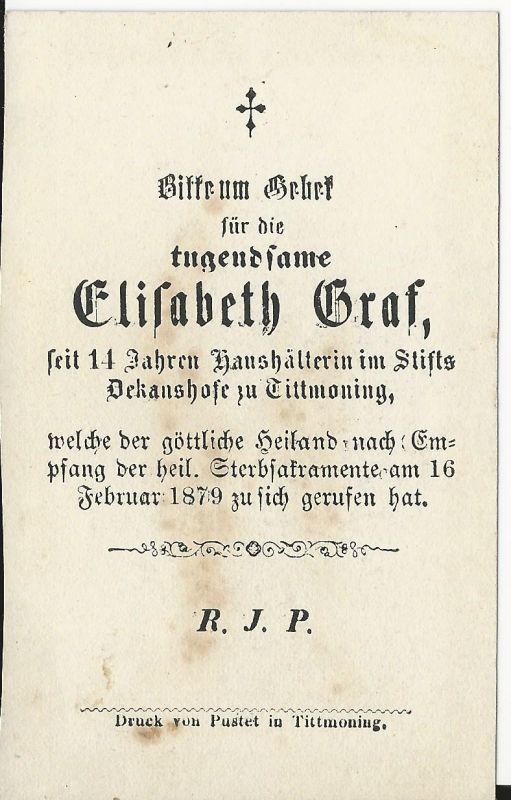 Bitte um Gebet
für die
tugendsame
Elisabeth Graf,
seit 14 Jahren Haushälterin im Stifts
Dekanshofe zu Tittmoning,
welche der göttliche Heiland nach Em-
pfang der heil. Sterbsakramente am 16
Februar 1879 zu sich gerufen hat.
R. J. P.
Druck von Pustet in Tittmoning.